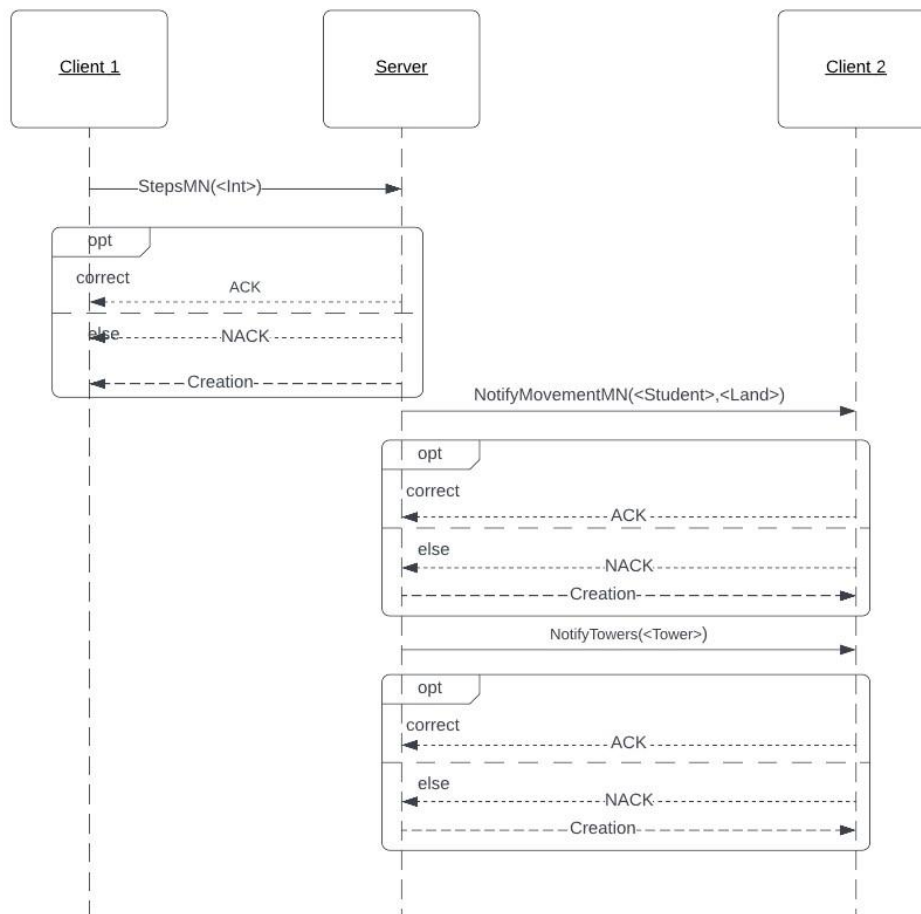 Client 1
Server
Client 2
StepsMN(<Int>)
opt
correct
ACK
else
NACK
Creation
NotifyMovementMN(<Student>,<Land>)
opt
correct
ACK
else
NACK
Creation
NotifyTowers(<Tower>)
opt
correct
ACK
else
NACK
Creation